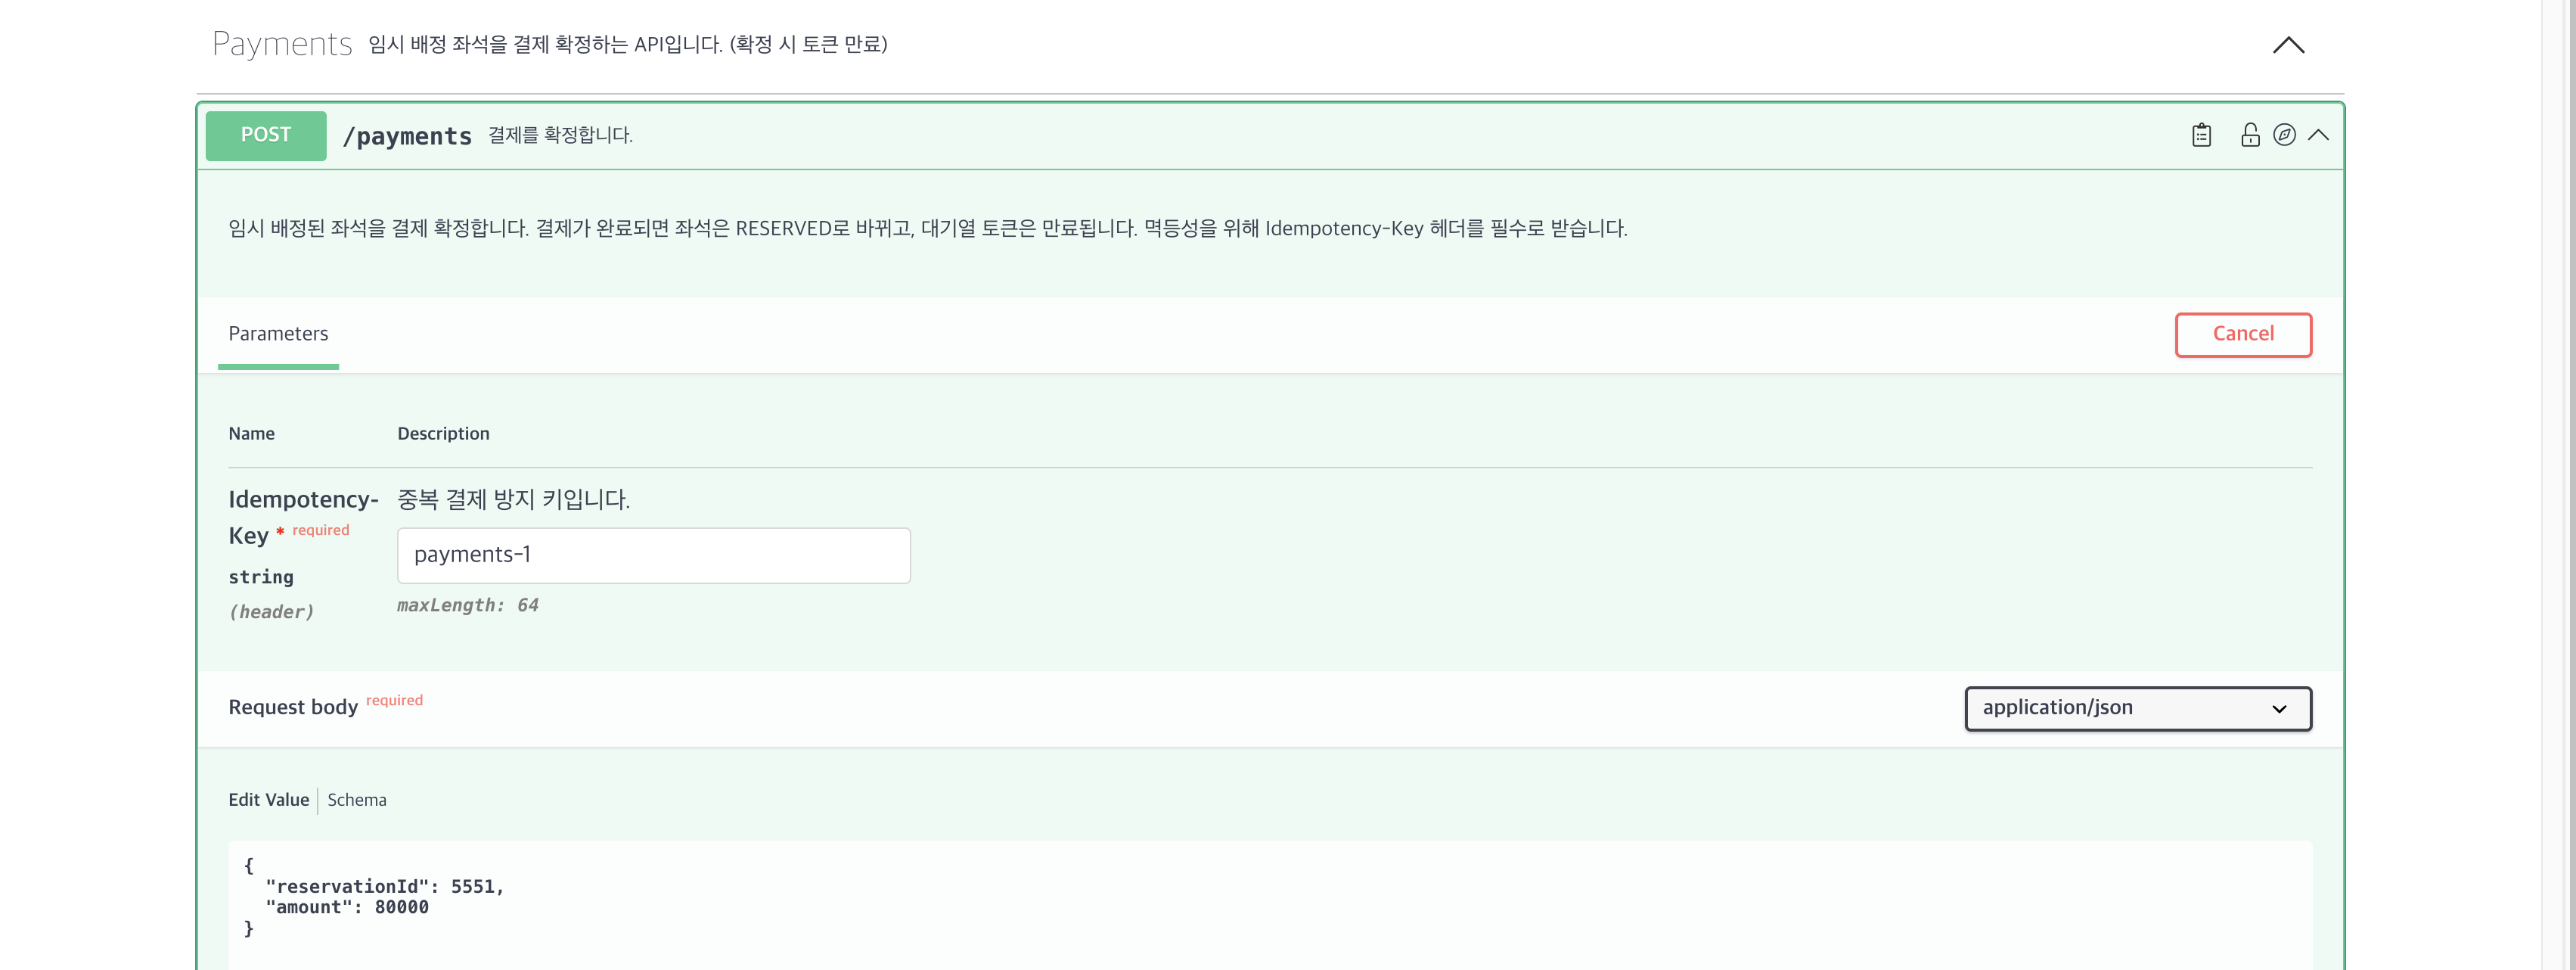 Payments 임시 배정 좌석을 결제 확정하는 API입니다. (확정 시 토큰 만료)
POST /payments 결제를 확정합니다.
임시 배정된 좌석을 결제 확정합니다. 결제가 완료되면 좌석은 RESERVED로 바뀌고, 대기열 토큰은 만료됩니다. 멱등성을 위해 Idempotency-Key 헤더를 필수로 받습니다.
Parameters Cancel
Name Description
Idempotency-Key * required
string
(header)
중복 결제 방지 키입니다.
payments-1
maxLength: 64
Request body required application/json
Edit Value Schema
{
  "reservationId": 5551,
  "amount": 80000
}